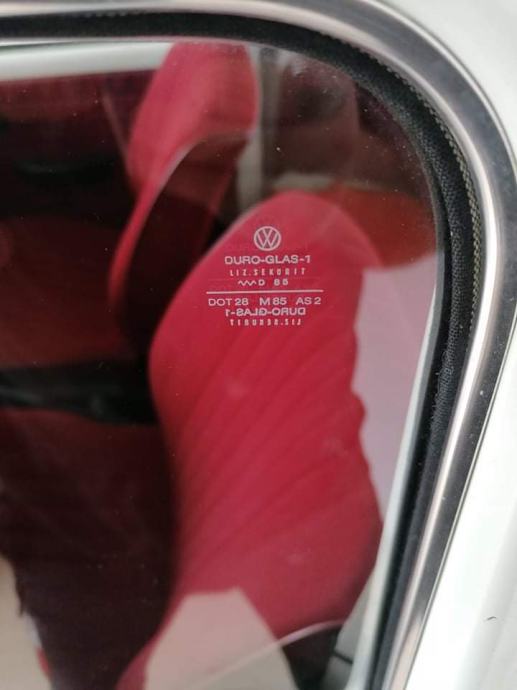 DURO-GLAS-1
LIZ.SEKURIT
D 85
DOT 28 M 85 AS 2
DURO-GLAS-1
LIZ.SEKURIT